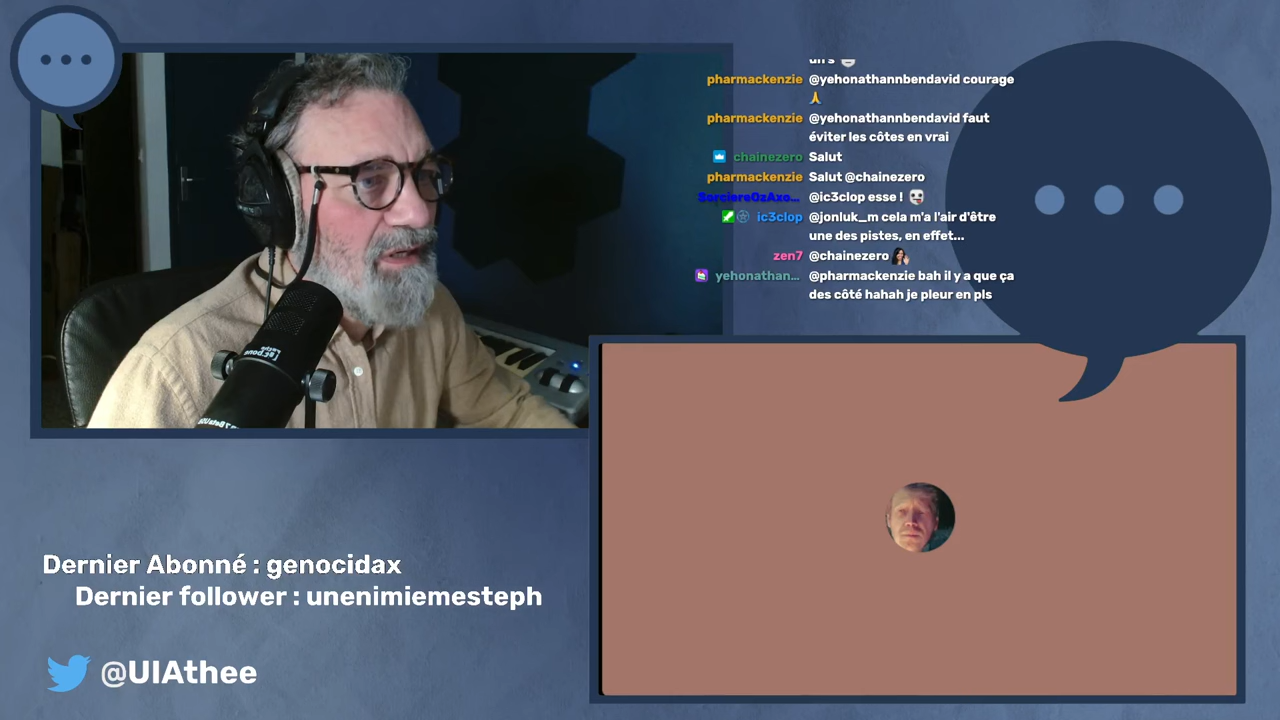 pharmackenzie @yehonathannbendavid courage
🙏
pharmackenzie @yehonathannbendavid faut
éviter les côtes en vrai
chainezero Salut
pharmackenzie Salut @chainezero
SorciereOzAxo... @ic3clop esse !
ic3clop @jonluk_m cela m'a l'air d'être
une des pistes, en effet...
zen7 @chainezero
yehonathan... @pharmackenzie bah il y a que ça
des côté hahah je pleur en pls
Dernier Abonné : genocidax
Dernier follower : unenimiemesteph
@UIAthee